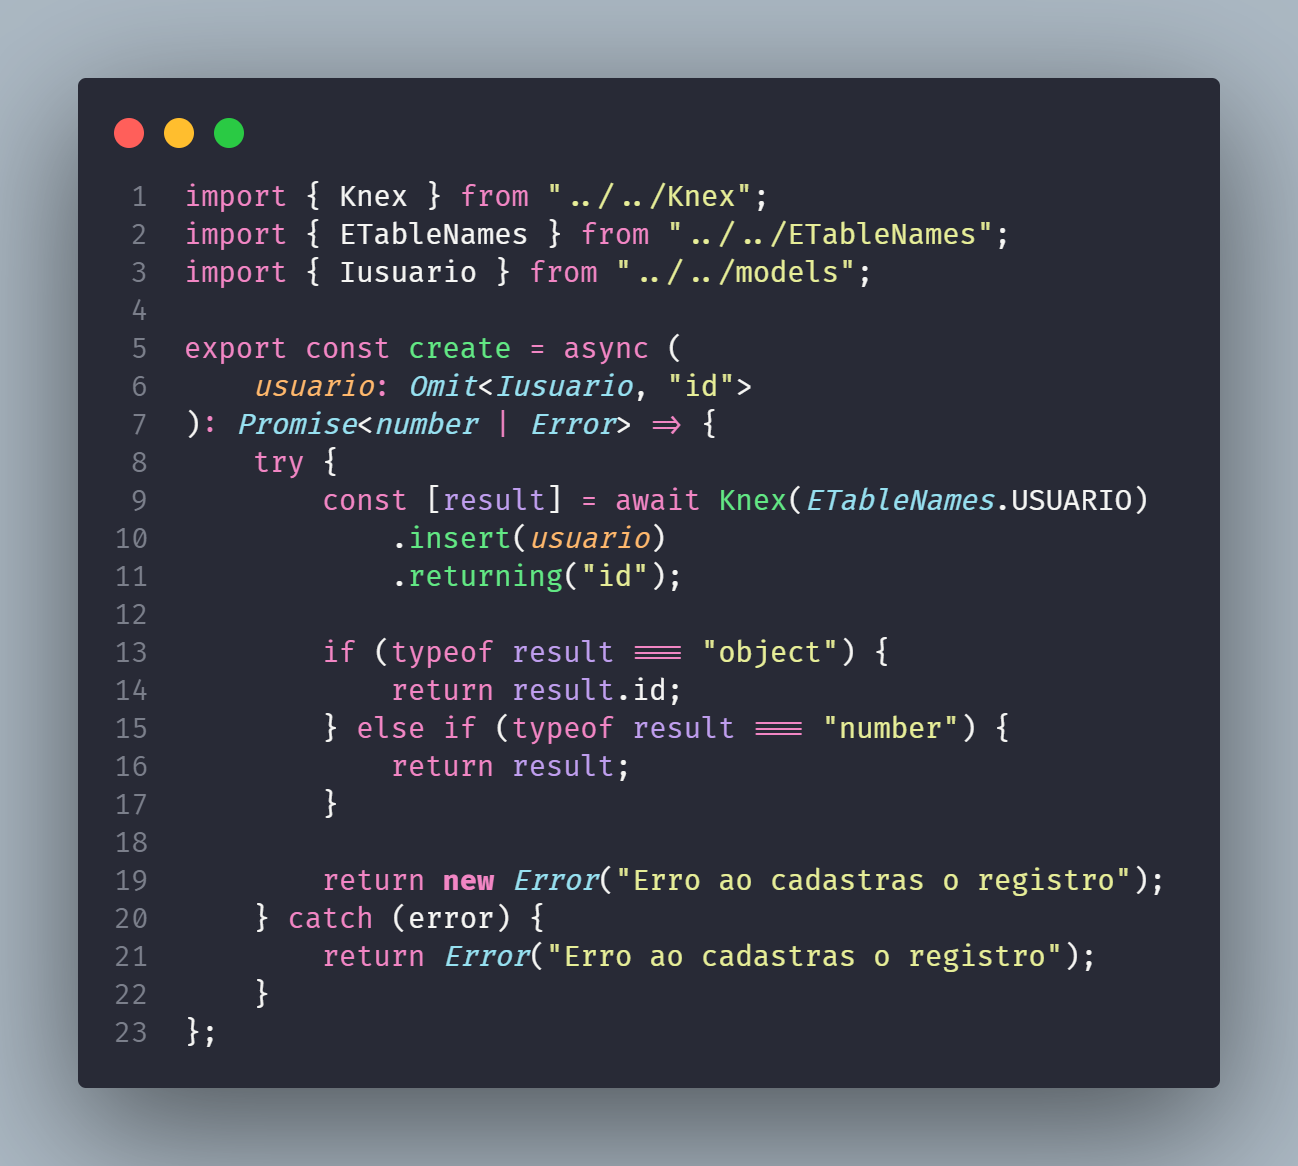 1 import { Knex } from "../../Knex";
2 import { ETableNames } from "../../ETableNames";
3 import { Iusuario } from "../../models";
4
5 export const create = async (
6     usuario: Omit<Iusuario, "id">
7 ): Promise<number | Error> => {
8     try {
9         const [result] = await Knex(ETableNames.USUARIO)
10             .insert(usuario)
11             .returning("id");
12
13         if (typeof result === "object") {
14             return result.id;
15         } else if (typeof result === "number") {
16             return result;
17         }
18
19         return new Error("Erro ao cadastras o registro");
20     } catch (error) {
21         return Error("Erro ao cadastras o registro");
22     }
23 };